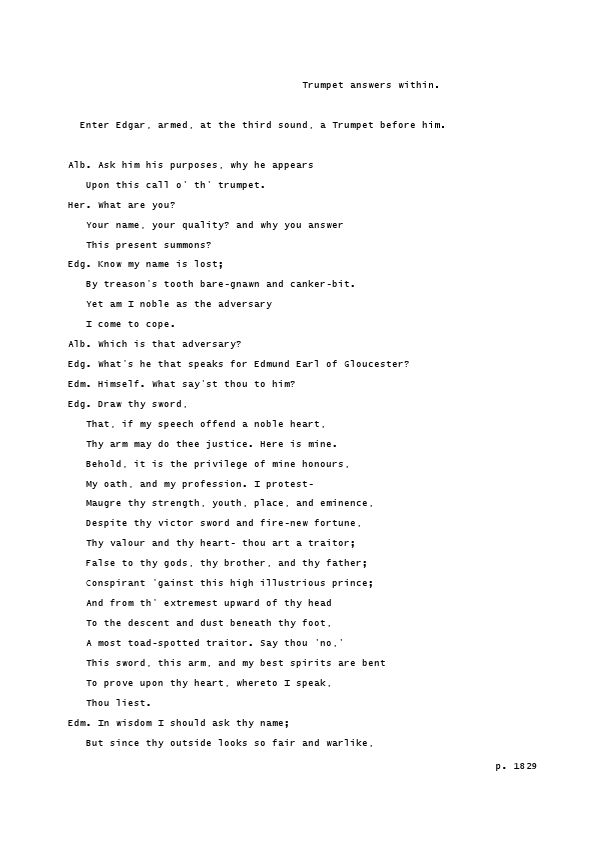 Trumpet answers within.
Enter Edgar, armed, at the third sound, a Trumpet before him.
Alb. Ask him his purposes, why he appears
Upon this call o' th' trumpet.
Her. What are you?
Your name, your quality? and why you answer
This present summons?
Edg. Know my name is lost;
By treason's tooth bare-gnawn and canker-bit.
Yet am I noble as the adversary
I come to cope.
Alb. Which is that adversary?
Edg. What's he that speaks for Edmund Earl of Gloucester?
Edm. Himself. What say'st thou to him?
Edg. Draw thy sword,
That, if my speech offend a noble heart,
Thy arm may do thee justice. Here is mine.
Behold, it is the privilege of mine honours,
My oath, and my profession. I protest-
Maugre thy strength, youth, place, and eminence,
Despite thy victor sword and fire-new fortune,
Thy valour and thy heart- thou art a traitor;
False to thy gods, thy brother, and thy father;
Conspirant 'gainst this high illustrious prince;
And from th' extremest upward of thy head
To the descent and dust beneath thy foot,
A most toad-spotted traitor. Say thou 'no,'
This sword, this arm, and my best spirits are bent
To prove upon thy heart, whereto I speak,
Thou liest.
Edm. In wisdom I should ask thy name;
But since thy outside looks so fair and warlike,
p. 1829